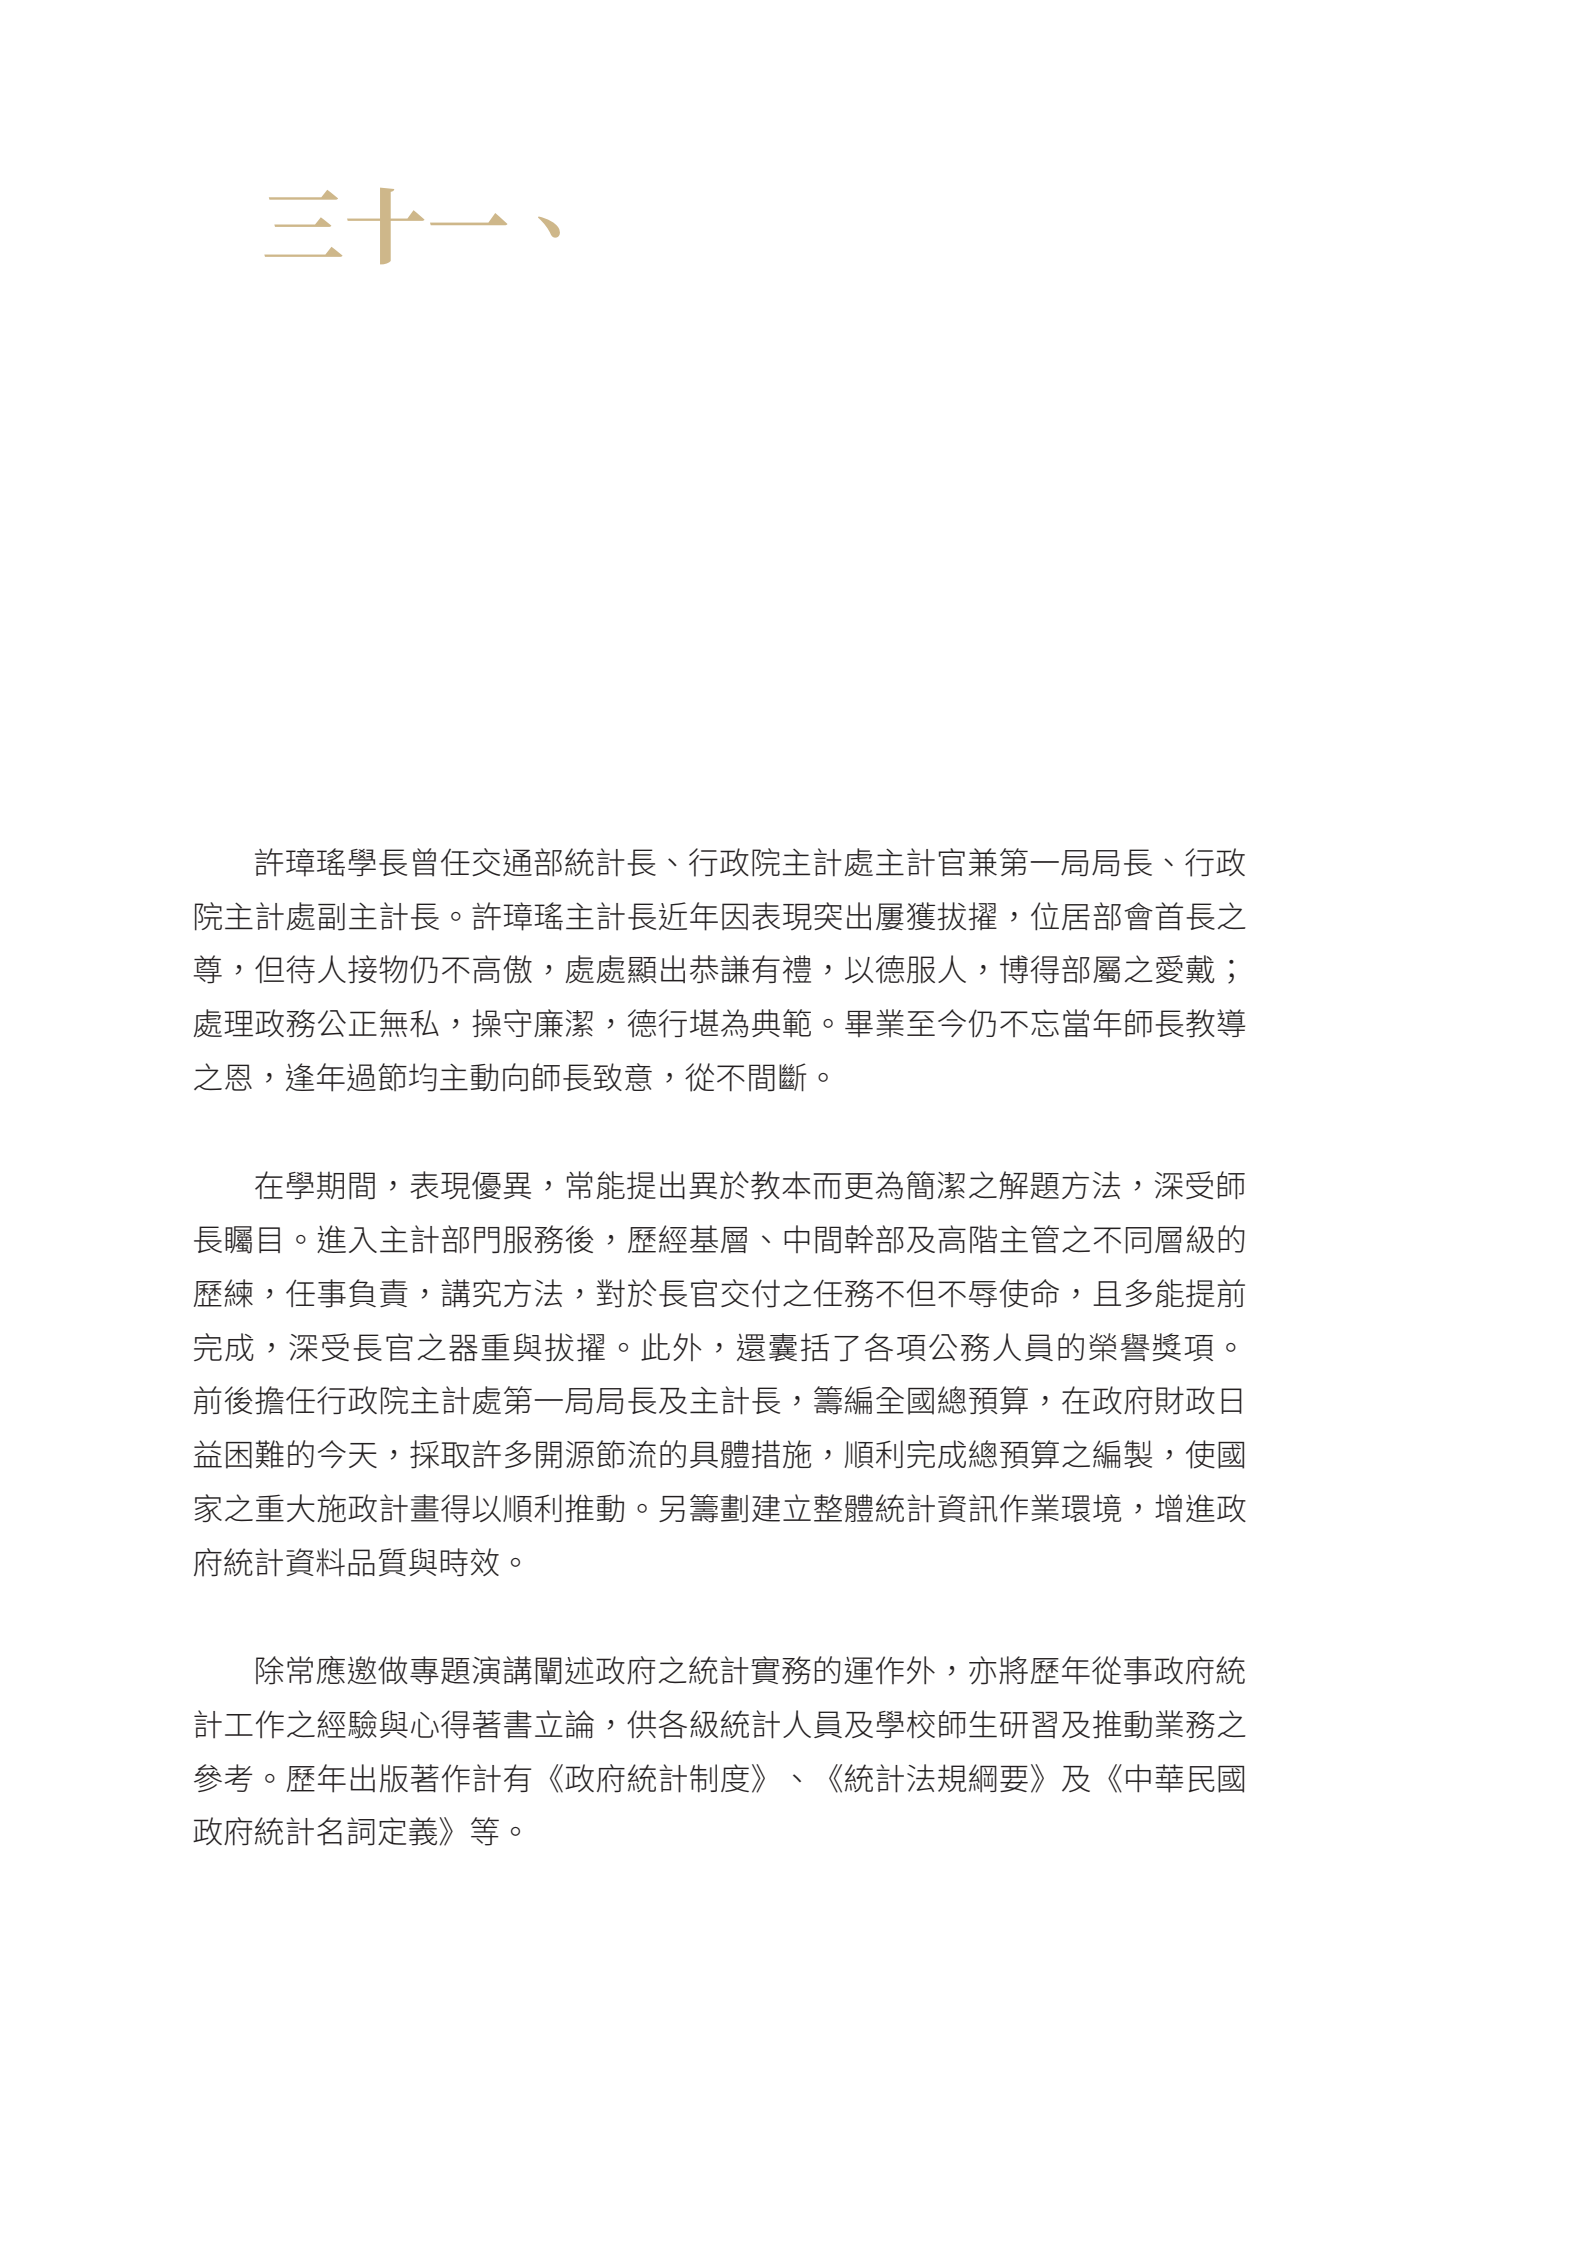 三十一、
許璋瑤學長曾任交通部統計長、行政院主計處主計官兼第一局局長、行政
院主計處副主計長。許璋瑤主計長近年因表現突出屢獲拔擢，位居部會首長之
尊，但待人接物仍不高傲，處處顯出恭謙有禮，以德服人，博得部屬之愛戴；
處理政務公正無私，操守廉潔，德行堪為典範。畢業至今仍不忘當年師長教導
之恩，逢年過節均主動向師長致意，從不間斷。
在學期間，表現優異，常能提出異於教本而更為簡潔之解題方法，深受師
長矚目。進入主計部門服務後，歷經基層、中間幹部及高階主管之不同層級的
歷練，任事負責，講究方法，對於長官交付之任務不但不辱使命，且多能提前
完成，深受長官之器重與拔擢。此外，還囊括了各項公務人員的榮譽獎項。
前後擔任行政院主計處第一局局長及主計長，籌編全國總預算，在政府財政日
益困難的今天，採取許多開源節流的具體措施，順利完成總預算之編製，使國
家之重大施政計畫得以順利推動。另籌劃建立整體統計資訊作業環境，增進政
府統計資料品質與時效。
除常應邀做專題演講闡述政府之統計實務的運作外，亦將歷年從事政府統
計工作之經驗與心得著書立論，供各級統計人員及學校師生研習及推動業務之
參考。歷年出版著作計有《政府統計制度》、《統計法規綱要》及《中華民國
政府統計名詞定義》等。